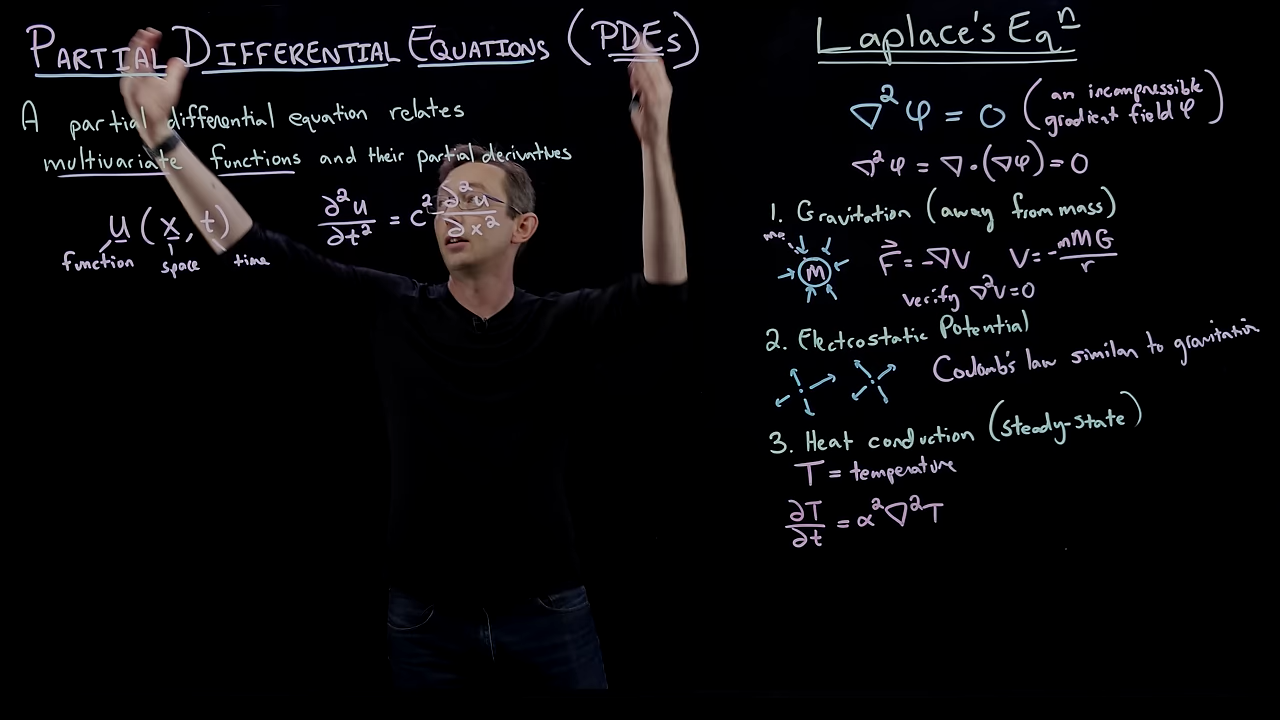 PARTIAL DIFFERENTIAL EQUATIONS (PDEs)
A partial differential equation relates
multivariate functions and their partial derivatives
u(x,t)
function space time
∂²u/∂t² = c² ∂²u/∂x²
Laplace's Eqⁿ
∇²φ = 0 (an incompressible
gradient field φ)
∇²φ = ∇·(∇φ) = 0
1. Gravitation (away from mass)
M
F⃗ = -∇V V = -mMG/r
verify ∇²V=0
2. Electrostatic Potential
Coulomb's law similar to gravitation
3. Heat conduction (steady-state)
T = temperature
∂T/∂t = α²∇²T